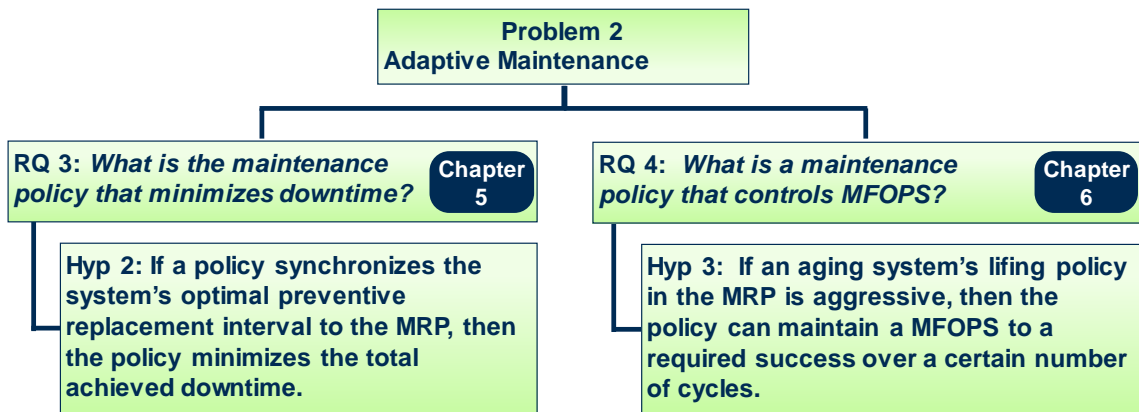 Problem 2
Adaptive Maintenance
RQ 3: What is the maintenance
policy that minimizes downtime?
Chapter
5
Hyp 2: If a policy synchronizes the
system's optimal preventive
replacement interval to the MRP, then
the policy minimizes the total
achieved downtime.
RQ 4: What is a maintenance
policy that controls MFOPS?
Chapter
6
Hyp 3: If an aging system's lifing policy
in the MRP is aggressive, then the
policy can maintain a MFOPS to a
required success over a certain number
of cycles.